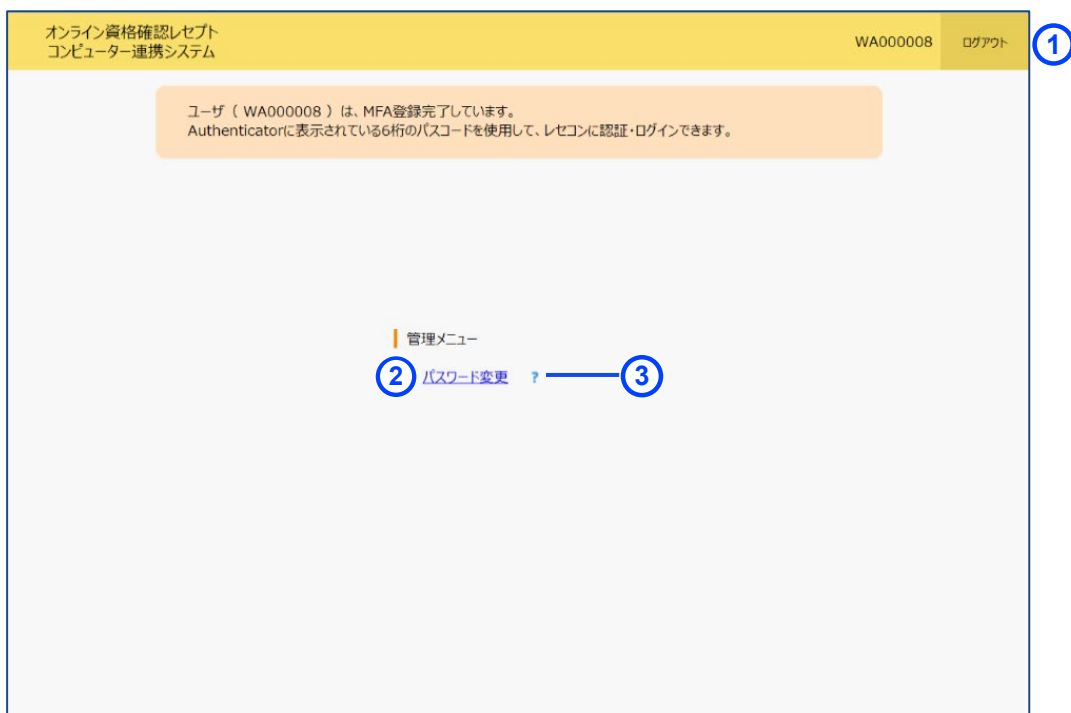 オンライン資格確認レセプト
コンピューター連携システム
WA000008
ログアウト
1
ユーザ（ WA000008 ）は、MFA登録完了しています。
Authenticatorに表示されている6桁のパスコードを使用して、レセコンに認証・ログインできます。
管理メニュー
2
パスワード変更
?
3